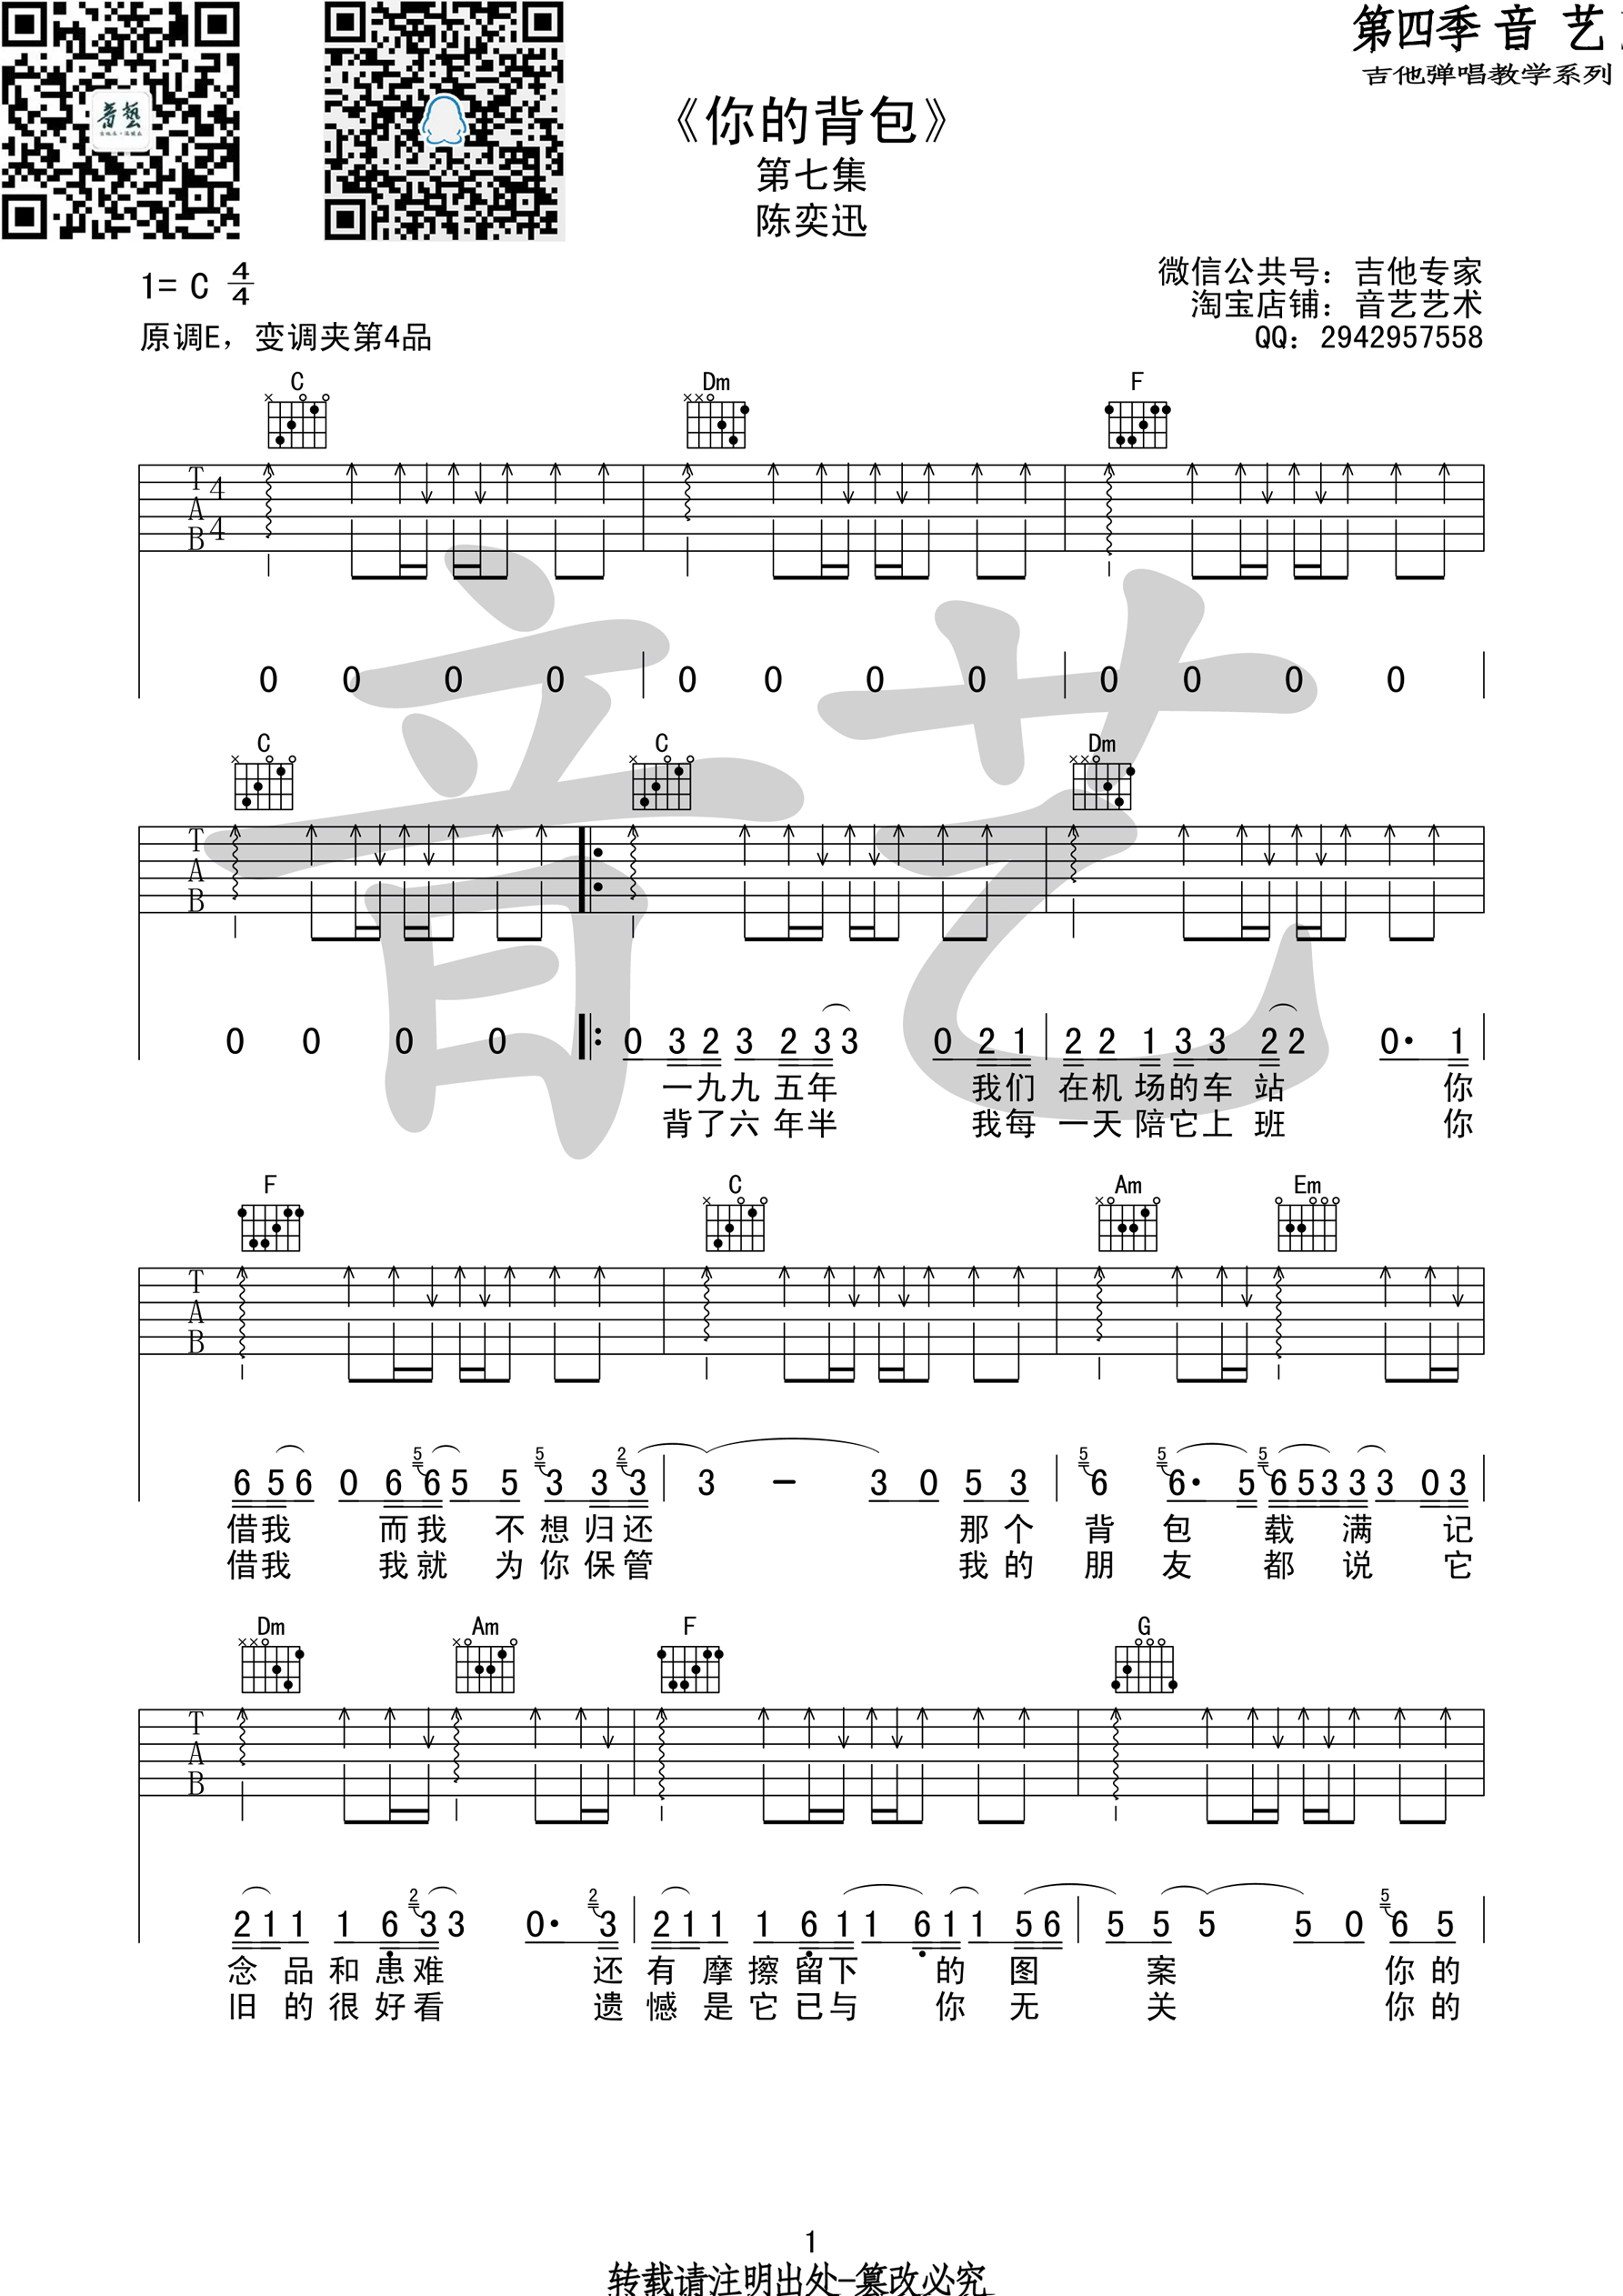 第四季 音 艺
吉他弹唱教学系列
《你的背包》
第七集
陈奕迅
1= C 4/4
微信公共号：吉他专家
淘宝店铺：音艺艺术
原调E，变调夹第4品
QQ：2942957558
C Dm F
T A B 4 4
0 0 0 0 | 0 0 0 0 | 0 0 0 0
C C Dm
T A B
0 0 0 0 0 3 2 3 2 3 3 0 2 1 | 2 2 1 3 3 2 2 0· 1
一九九 五年 我们 在机 场的车 站 你
背了六 年半 我每 一天 陪它上 班 你
F C Am Em
T A B
6 5 6 0 6 5 6 5 5 5 3 3 2 3 | 3 - 3 0 5 3 | 5 6 5 6· 5 5 6 5 3 3 3 0 3
借我 而我 不 想 归还 那 个 背 包 载 满 记
借我 我就 为 你 保管 我 的 朋 友 都 说 它
Dm Am F G
T A B
2 1 1 1 6 2 3 3 0· 2 3 | 2 1 1 1 6 1 1 6 1 1 5 6 | 5 5 5 5 0 5 6 5
念 品 和 患 难 还 有 摩 擦 留下 的 图 案 你 的
旧 的 很 好 看 遗 憾 是 它 已与 你 无 关 你 的
音艺
1
转载请注明出处-篡改必究